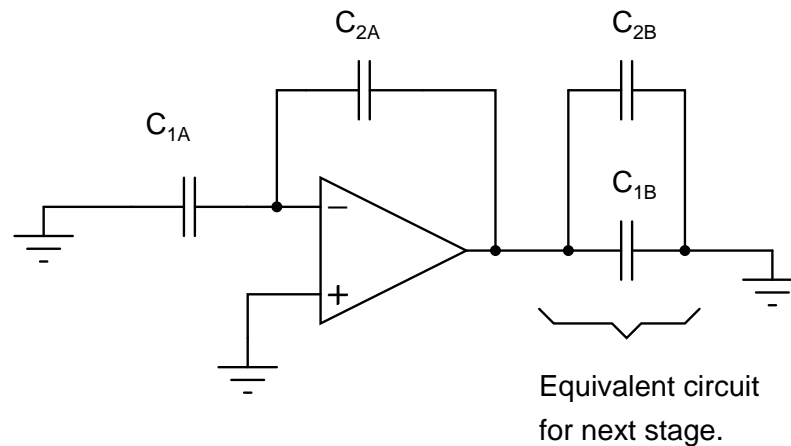 C2A
C2B
C1A
C1B
−
+
Equivalent circuit
for next stage.